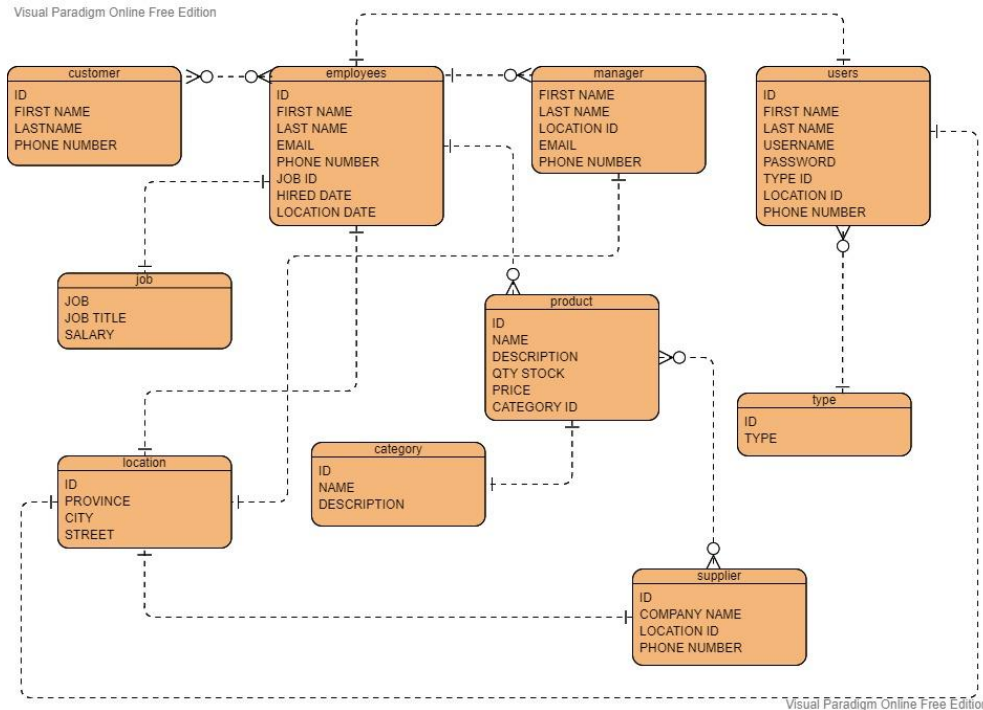 Visual Paradigm Online Free Edition
customer
ID
FIRST NAME
LASTNAME
PHONE NUMBER
employees
ID
FIRST NAME
LAST NAME
EMAIL
PHONE NUMBER
JOB ID
HIRED DATE
LOCATION DATE
manager
FIRST NAME
LAST NAME
LOCATION ID
EMAIL
PHONE NUMBER
users
ID
FIRST NAME
LAST NAME
USERNAME
PASSWORD
TYPE ID
LOCATION ID
PHONE NUMBER
job
JOB
JOB TITLE
SALARY
product
ID
NAME
DESCRIPTION
QTY STOCK
PRICE
CATEGORY ID
type
ID
TYPE
category
ID
NAME
DESCRIPTION
location
ID
PROVINCE
CITY
STREET
supplier
ID
COMPANY NAME
LOCATION ID
PHONE NUMBER
Visual Paradigm Online Free Edition